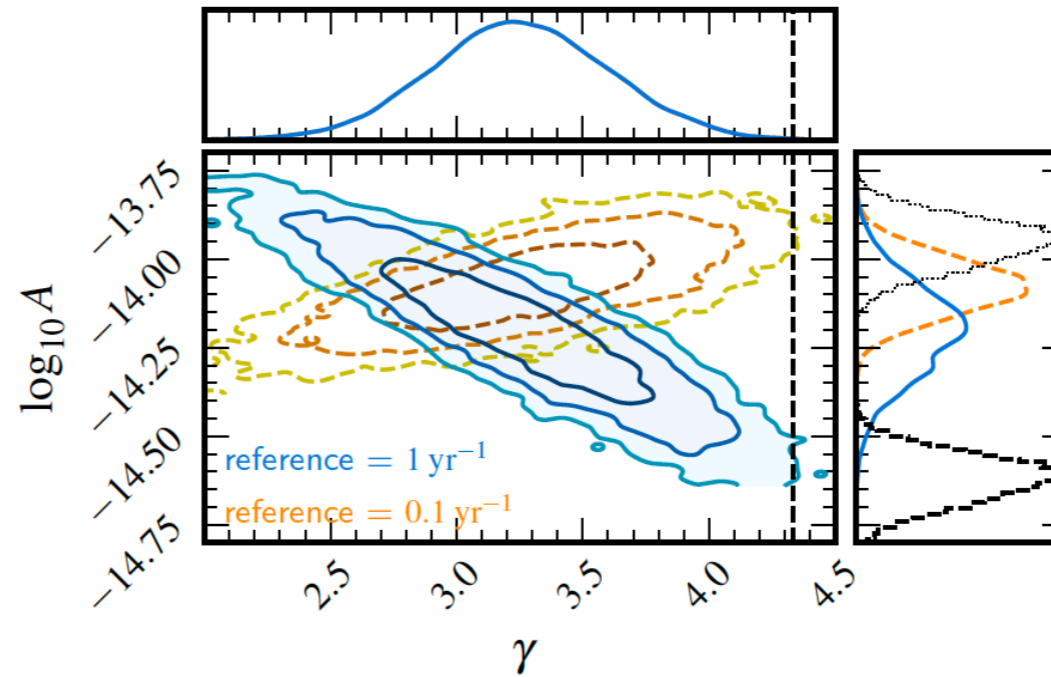 log₁₀ A
−13.75
−14.00
−14.25
−14.50
−14.75
reference = 1 yr⁻¹
reference = 0.1 yr⁻¹
2.5
3.0
3.5
4.0
4.5
γ